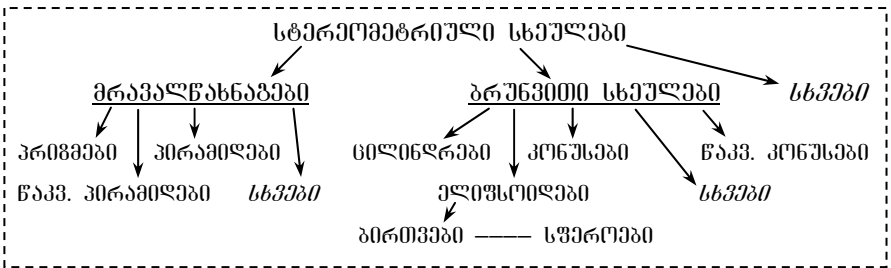 ᲡᲢᲔᲠᲔᲝᲛᲔᲢᲠᲘᲣᲚᲘ ᲡᲮᲔᲣᲚᲔᲑᲘ
ᲛᲠᲐᲕᲐᲚᲬᲐᲮᲜᲐᲒᲔᲑᲘ ᲑᲠᲣᲜᲕᲘᲗᲘ ᲡᲮᲔᲣᲚᲔᲑᲘ ᲡᲮᲕᲔᲑᲘ
ᲞᲠᲘᲖᲛᲔᲑᲘ ᲞᲘᲠᲐᲛᲘᲓᲔᲑᲘ ᲪᲘᲚᲘᲜᲓᲠᲔᲑᲘ ᲙᲝᲜᲣᲡᲔᲑᲘ ᲬᲐᲙᲕ. ᲙᲝᲜᲣᲡᲔᲑᲘ
ᲬᲐᲙᲕ. ᲞᲘᲠᲐᲛᲘᲓᲔᲑᲘ ᲡᲮᲕᲔᲑᲘ ᲔᲚᲘᲤᲡᲝᲘᲓᲔᲑᲘ ᲡᲮᲕᲔᲑᲘ
ᲑᲘᲠᲗᲕᲔᲑᲘ ———— ᲡᲤᲔᲠᲝᲔᲑᲘ